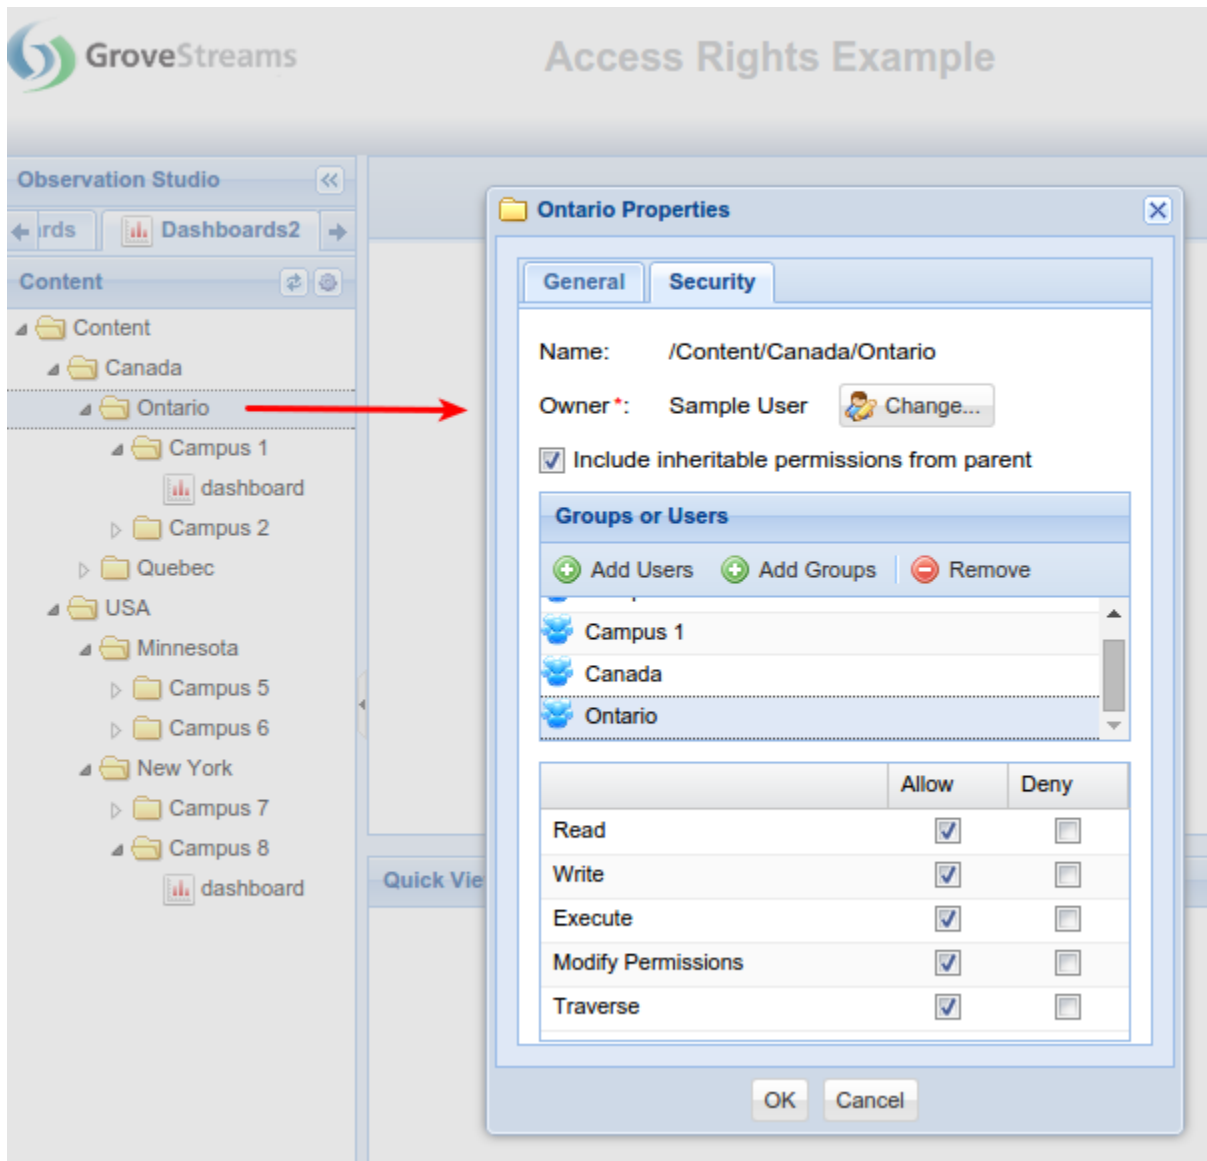 GroveStreams
Access Rights Example
Observation Studio
rds
Dashboards2
Content
Content
Canada
Ontario
Campus 1
dashboard
Campus 2
Quebec
USA
Minnesota
Campus 5
Campus 6
New York
Campus 7
Campus 8
dashboard
Quick Vie
Ontario Properties
General Security
Name: /Content/Canada/Ontario
Owner*: Sample User Change...
Include inheritable permissions from parent
Groups or Users
Add Users Add Groups Remove
Campus 1
Canada
Ontario
Allow Deny
Read
Write
Execute
Modify Permissions
Traverse
OK Cancel